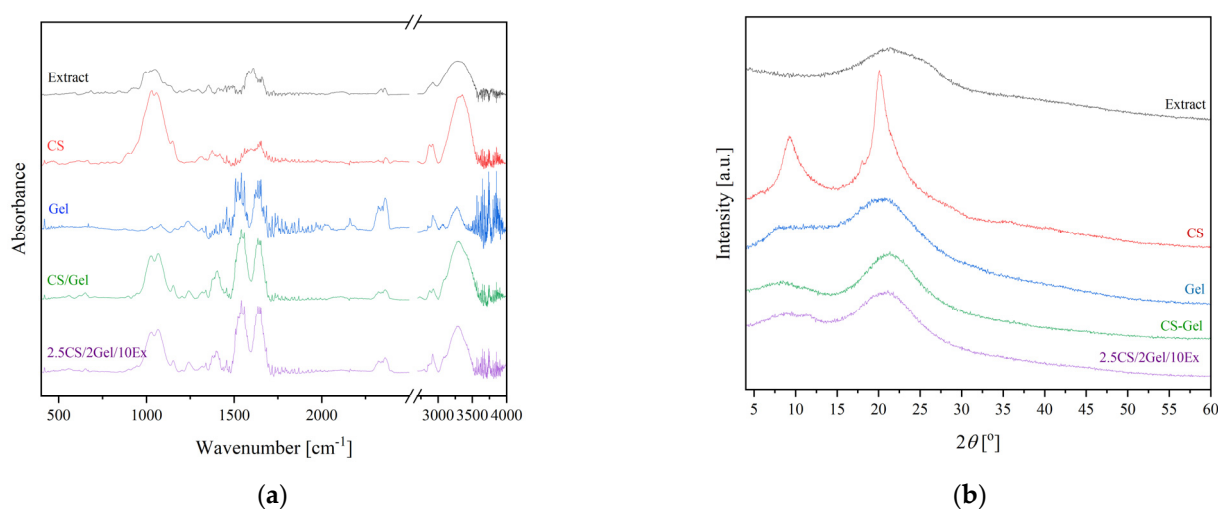 Extract
CS
Gel
CS/Gel
2.5CS/2Gel/10Ex
Absorbance
500 1000 1500 2000 3000 3500 4000
Wavenumber [cm⁻¹]
(a)
Extract
CS
Gel
CS-Gel
2.5CS/2Gel/10Ex
Intensity [a.u.]
5 10 15 20 25 30 35 40 45 50 55 60
2θ [°]
(b)